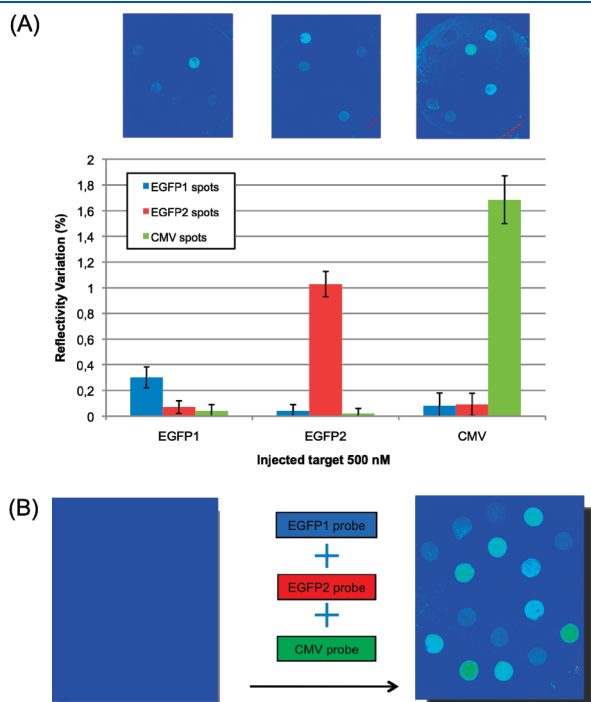 (A)
2
1,8
1,6
1,4
1,2
1
0,8
0,6
0,4
0,2
0
Reflectivity Variation (%)
EGFP1 spots
EGFP2 spots
CMV spots
EGFP1 EGFP2 CMV
Injected target 500 nM
(B)
EGFP1 probe
+
EGFP2 probe
+
CMV probe